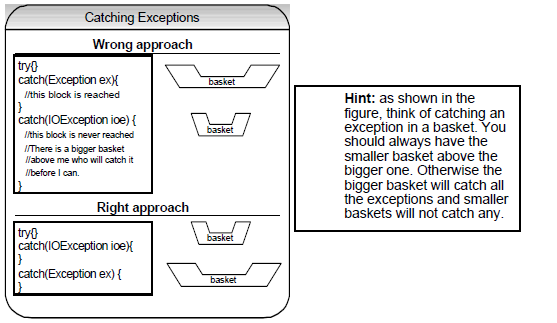 Catching Exceptions
Wrong approach
try{}
catch(Exception ex){
//this block is reached
}
catch(IOException ioe) {
//this block is never reached
//There is a bigger basket
//above me who will catch it
//before I can.
}
basket
basket
Right approach
try{}
catch(IOException ioe){
}
catch(Exception ex) {
}
basket
basket
Hint: as shown in the
figure, think of catching an
exception in a basket. You
should always have the
smaller basket above the
bigger one. Otherwise the
bigger basket will catch all
the exceptions and smaller
baskets will not catch any.